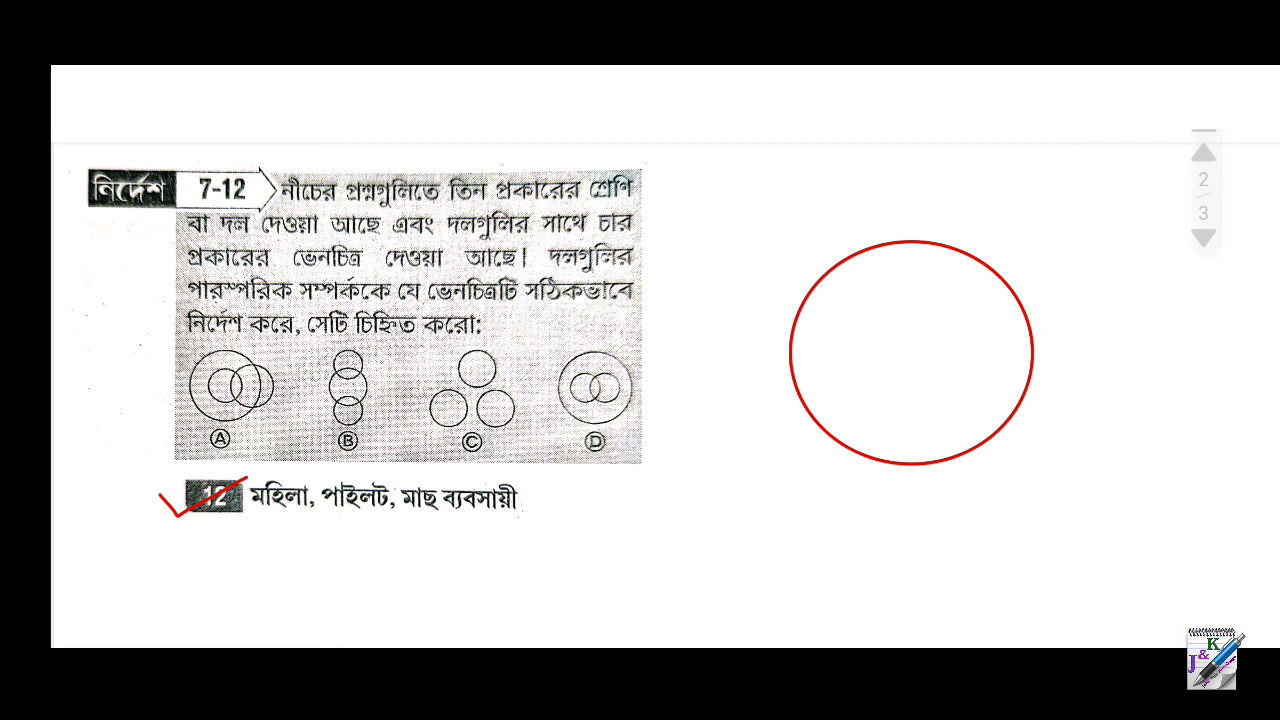 নির্দেশ 7-12 নীচের প্রশ্নগুলিতে তিন প্রকারের শ্রেণি
বা দল দেওয়া আছে এবং দলগুলির সাথে চার
প্রকারের ভেনচিত্র দেওয়া আছে। দলগুলির
পারস্পরিক সম্পর্ককে যে ভেনচিত্রটি সঠিকভাবে
নির্দেশ করে, সেটি চিহ্নিত করো:
A B C D
12 মহিলা, পাইলট, মাছ ব্যবসায়ী
2
3
J & K